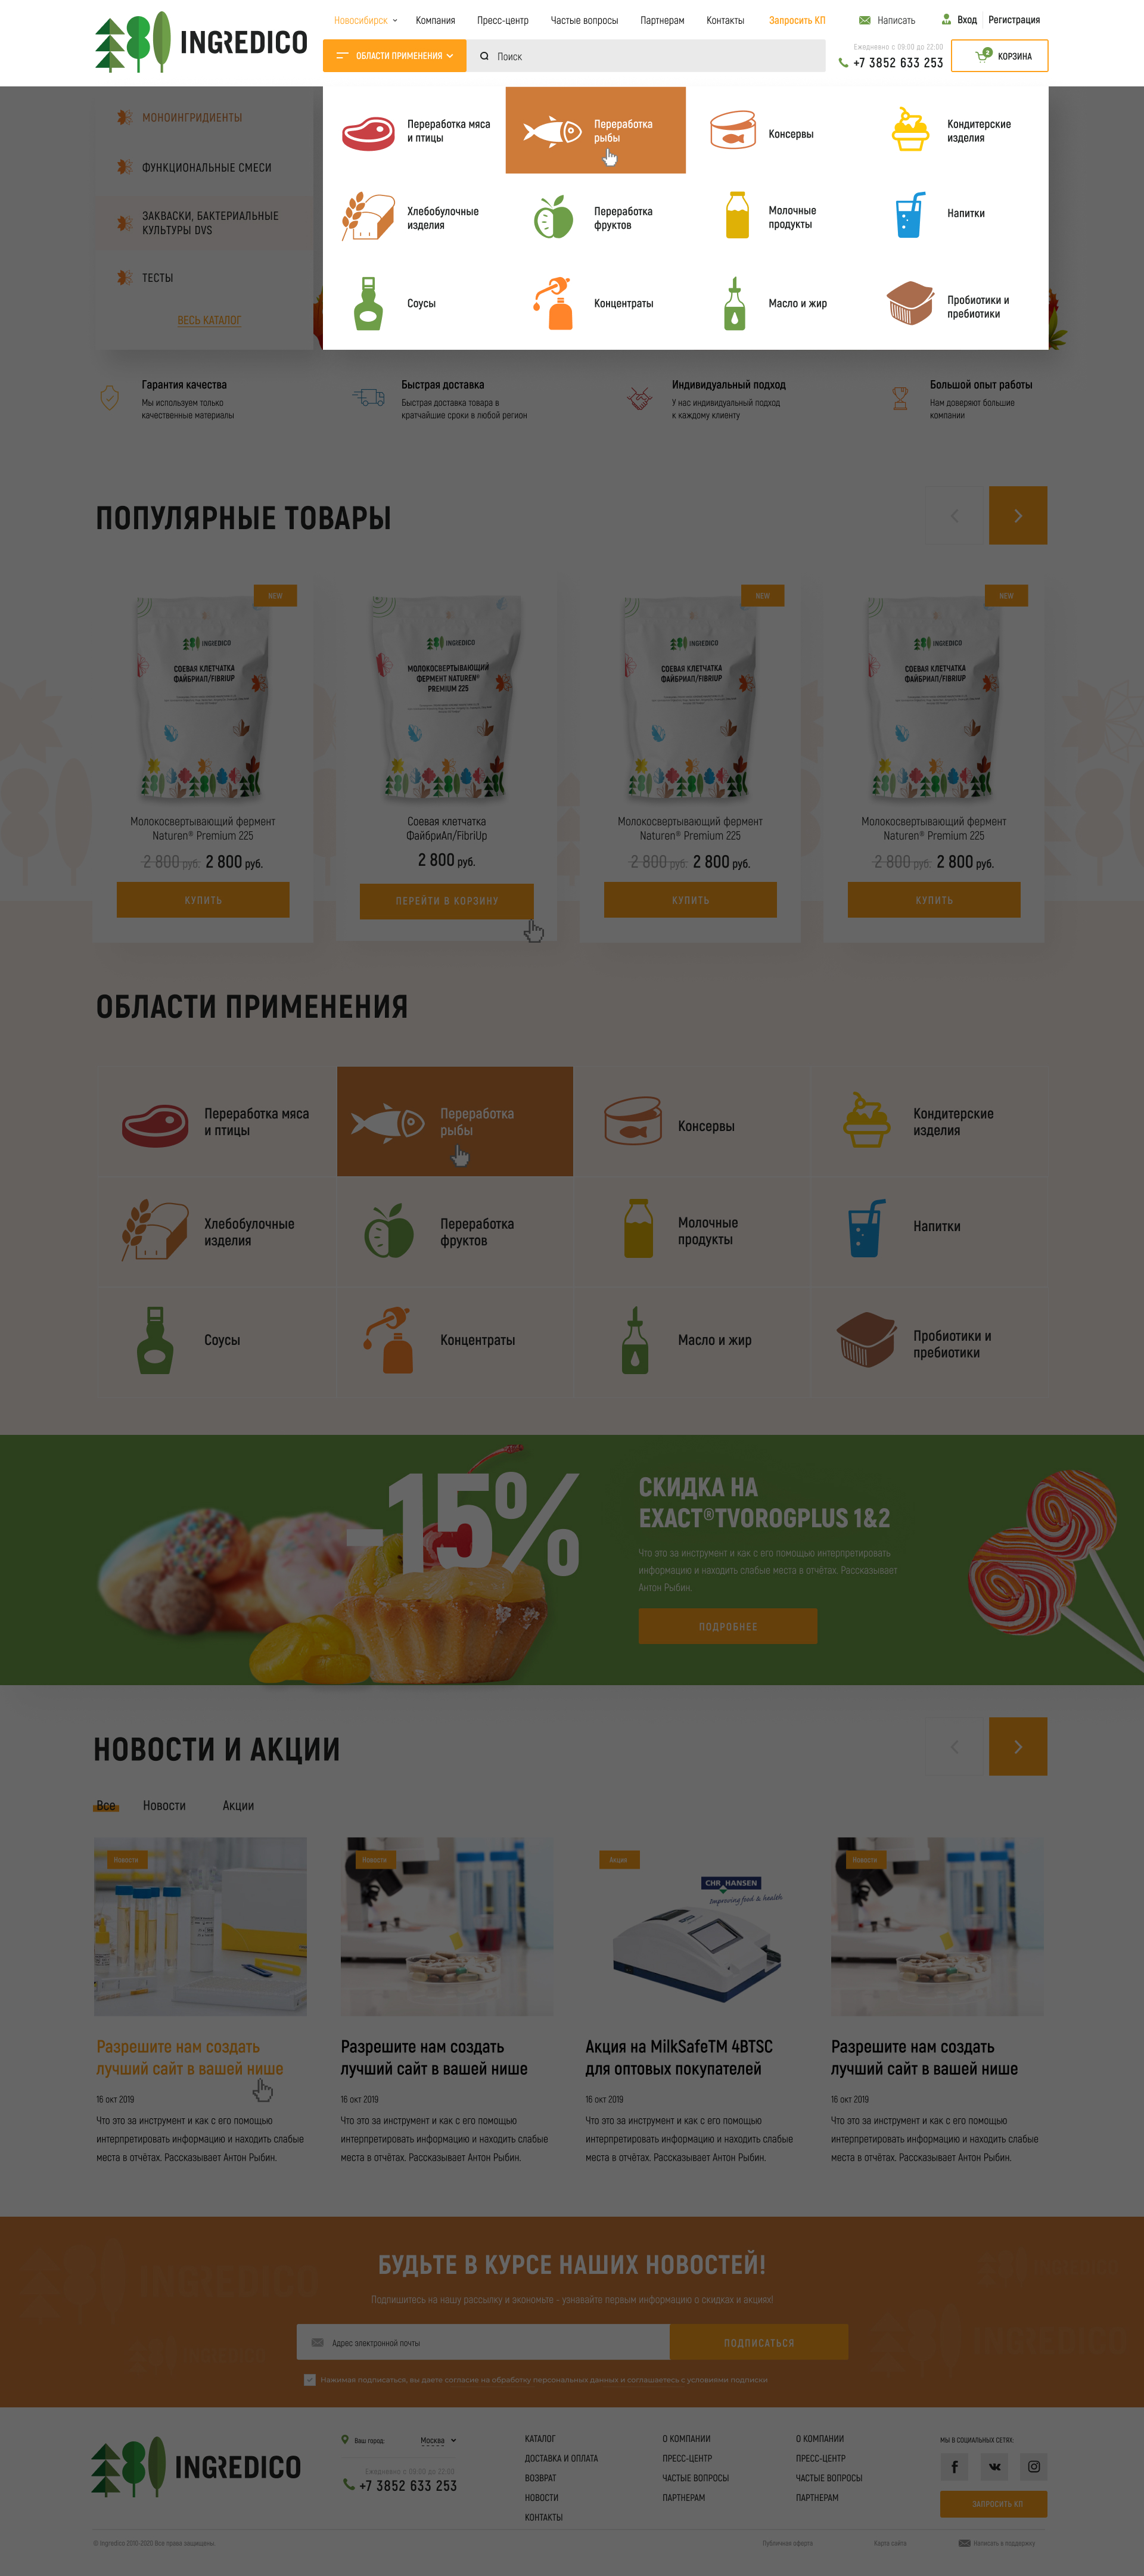 Новосибирск
Компания
Пресс-центр
Частые вопросы
Партнерам
Контакты
Запросить КП
Написать
Вход
Регистрация
INGREDICO
ОБЛАСТИ ПРИМЕНЕНИЯ
Поиск
Ежедневно с 09:00 до 22:00
+7 3852 633 253
2
КОРЗИНА
МОНОИНГРИДИЕНТЫ
ФУНКЦИОНАЛЬНЫЕ СМЕСИ
ЗАКВАСКИ, БАКТЕРИАЛЬНЫЕ
КУЛЬТУРЫ DVS
ТЕСТЫ
ВЕСЬ КАТАЛОГ
Переработка мяса
и птицы
Переработка
рыбы
Консервы
Кондитерские
изделия
Хлебобулочные
изделия
Переработка
фруктов
Молочные
продукты
Напитки
Соусы
Концентраты
Масло и жир
Пробиотики и
пребиотики
Гарантия качества
Мы используем только
качественные материалы
Быстрая доставка
Быстрая доставка товара в
кратчайшие сроки в любой регион
Индивидуальный подход
У нас индивидуальный подход
к каждому клиенту
Большой опыт работы
Нам доверяют большие
компании
ПОПУЛЯРНЫЕ ТОВАРЫ
NEW
INGIEDICO
СОЕВАЯ КЛЕТЧАТКА
ФАЙБРИАП/FIBRIUP
Молокосвертывающий фермент
Naturen® Premium 225
2 800 руб. 2 800 руб.
КУПИТЬ
INGIEDICO
МОЛОКОСВЕРТЫВАЮЩИЙ
ФЕРМЕНТ NATUREN®
PREMIUM 225
Соевая клетчатка
ФайбриАп/FibriUp
2 800 руб.
ПЕРЕЙТИ В КОРЗИНУ
NEW
INGIEDICO
СОЕВАЯ КЛЕТЧАТКА
ФАЙБРИАП/FIBRIUP
Молокосвертывающий фермент
Naturen® Premium 225
2 800 руб. 2 800 руб.
КУПИТЬ
NEW
INGIEDICO
СОЕВАЯ КЛЕТЧАТКА
ФАЙБРИАП/FIBRIUP
Молокосвертывающий фермент
Naturen® Premium 225
2 800 руб. 2 800 руб.
КУПИТЬ
ОБЛАСТИ ПРИМЕНЕНИЯ
Переработка мяса
и птицы
Переработка
рыбы
Консервы
Кондитерские
изделия
Хлебобулочные
изделия
Переработка
фруктов
Молочные
продукты
Напитки
Соусы
Концентраты
Масло и жир
Пробиотики и
пребиотики
-15%
СКИДКА НА
EXACT®TVOROGPLUS 1&2
Что это за инструмент и как с его помощью интерпретировать
информацию и находить слабые места в отчётах. Рассказывает
Антон Рыбин.
ПОДРОБНЕЕ
НОВОСТИ И АКЦИИ
Все
Новости
Акции
Новости
Разрешите нам создать
лучший сайт в вашей нише
16 окт 2019
Что это за инструмент и как с его помощью
интерпретировать информацию и находить слабые
места в отчётах. Рассказывает Антон Рыбин.
Новости
Разрешите нам создать
лучший сайт в вашей нише
16 окт 2019
Что это за инструмент и как с его помощью
интерпретировать информацию и находить слабые
места в отчётах. Рассказывает Антон Рыбин.
Акция
CHR HANSEN
Improving food & health
Акция на MilkSafeTM 4BTSC
для оптовых покупателей
16 окт 2019
Что это за инструмент и как с его помощью
интерпретировать информацию и находить слабые
места в отчётах. Рассказывает Антон Рыбин.
Новости
Разрешите нам создать
лучший сайт в вашей нише
16 окт 2019
Что это за инструмент и как с его помощью
интерпретировать информацию и находить слабые
места в отчётах. Рассказывает Антон Рыбин.
БУДЬТЕ В КУРСЕ НАШИХ НОВОСТЕЙ!
Подпишитесь на нашу рассылку и экономьте - узнавайте первым информацию о скидках и акциях!
Адрес электронной почты
ПОДПИСАТЬСЯ
Нажимая подписаться, вы даете согласие на обработку персональных данных и соглашаетесь с условиями подписки
INGREDICO
Ваш город:
Москва
Ежедневно с 09:00 до 22:00
+7 3852 633 253
КАТАЛОГ
ДОСТАВКА И ОПЛАТА
ВОЗВРАТ
НОВОСТИ
КОНТАКТЫ
О КОМПАНИИ
ПРЕСС-ЦЕНТР
ЧАСТЫЕ ВОПРОСЫ
ПАРТНЕРАМ
О КОМПАНИИ
ПРЕСС-ЦЕНТР
ЧАСТЫЕ ВОПРОСЫ
ПАРТНЕРАМ
МЫ В СОЦИАЛЬНЫХ СЕТЯХ:
ЗАПРОСИТЬ КП
© Ingredico 2010-2020 Все права защищены.
Публичная оферта
Карта сайта
Написать в поддержку